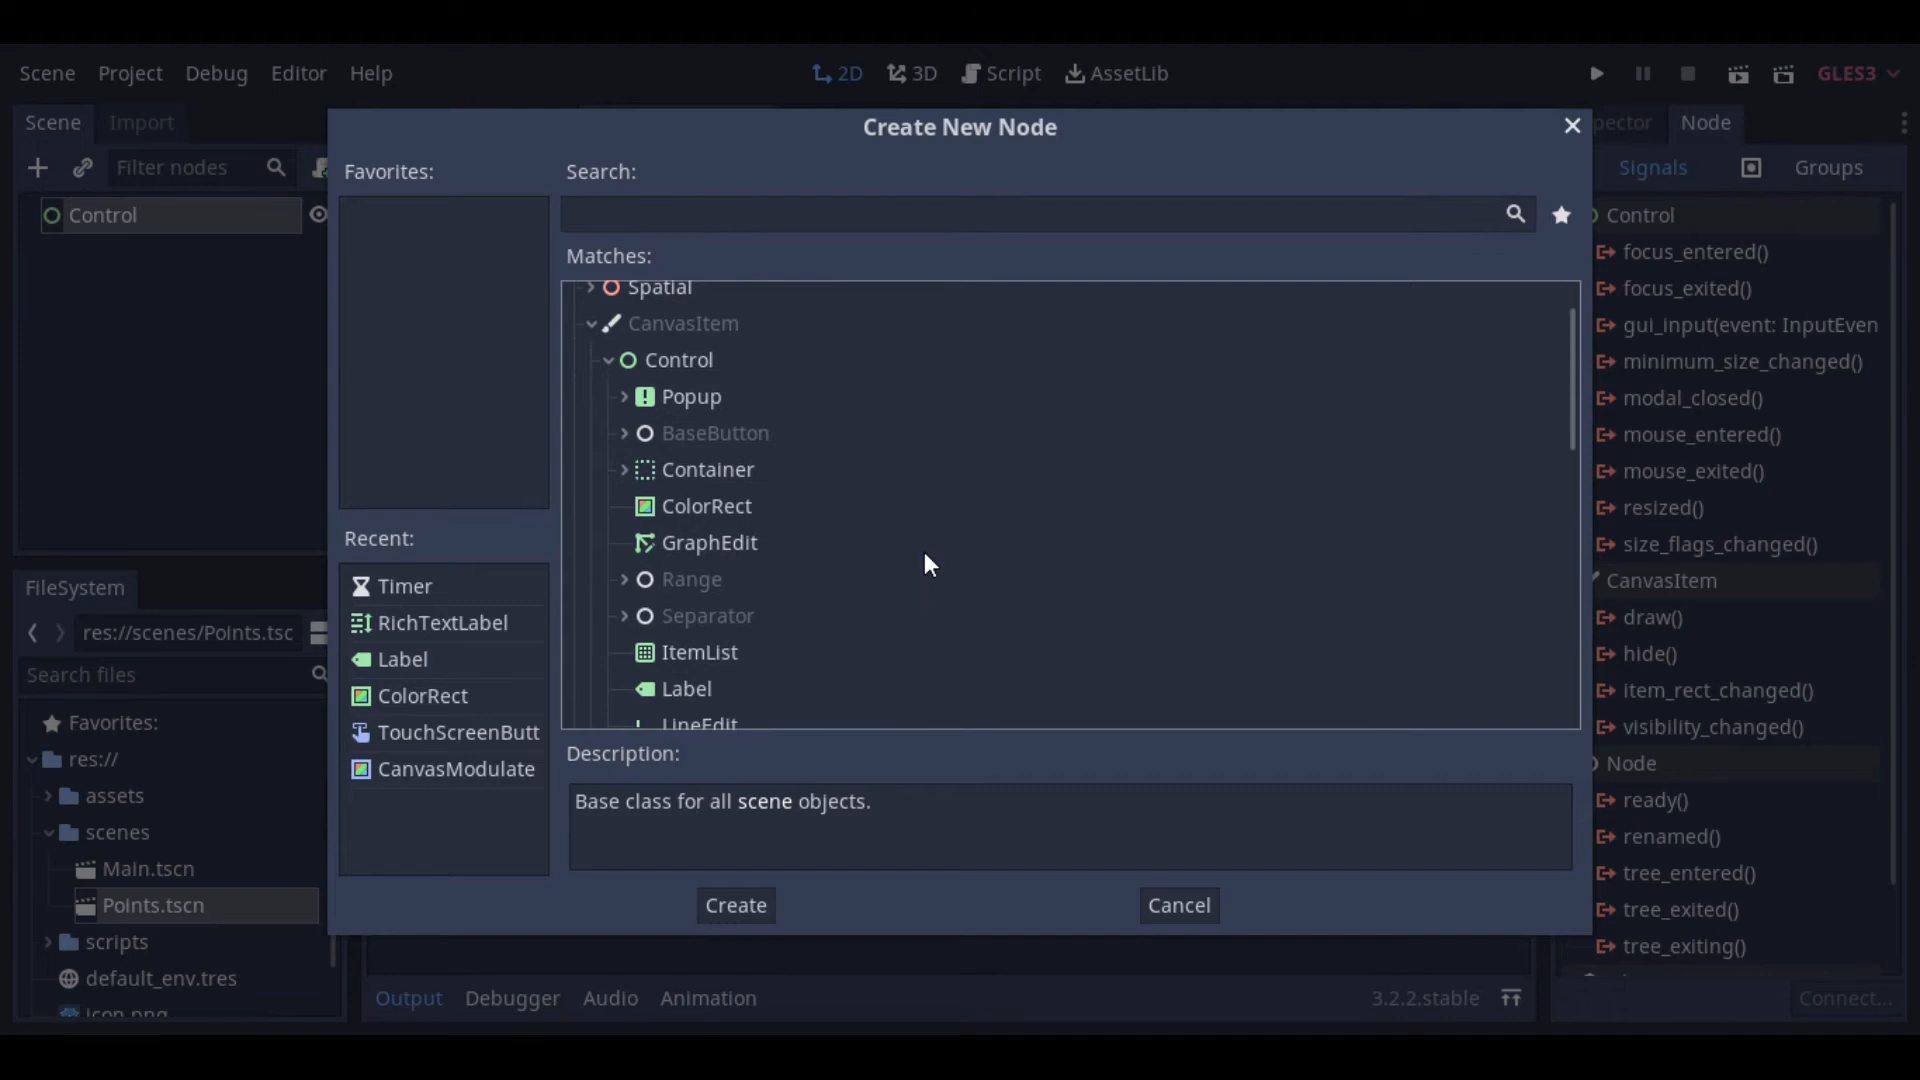 Scene Project Debug Editor Help 2D 3D Script AssetLib GLES3
Scene Import
Filter nodes
Control
FileSystem
res://scenes/Points.tsc
Search files
Favorites:
res://
assets
scenes
Main.tscn
Points.tscn
scripts
default_env.tres
icon.png
Create New Node
Favorites:
Recent:
Timer
RichTextLabel
Label
ColorRect
TouchScreenButt
CanvasModulate
Search:
Matches:
Spatial
CanvasItem
Control
Popup
BaseButton
Container
ColorRect
GraphEdit
Range
Separator
ItemList
Label
LineEdit
Description:
Base class for all scene objects.
Create Cancel
Output Debugger Audio Animation 3.2.2.stable
pector Node
Signals Groups
Control
focus_entered()
focus_exited()
gui_input(event: InputEven
minimum_size_changed()
modal_closed()
mouse_entered()
mouse_exited()
resized()
size_flags_changed()
CanvasItem
draw()
hide()
item_rect_changed()
visibility_changed()
Node
ready()
renamed()
tree_entered()
tree_exited()
tree_exiting()
Connect...